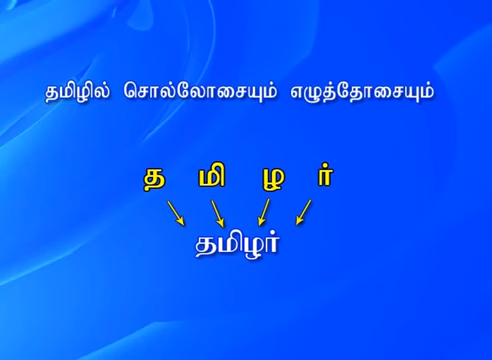 தமிழில் சொல்லோசையும் எழுத்தோசையும்
த மி ழ ர்
தமிழர்